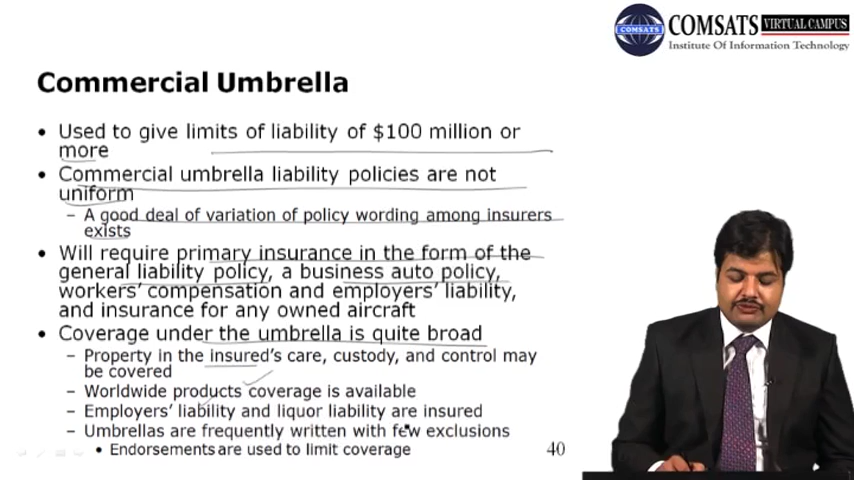 COMSATS
COMSATS VIRTUAL CAMPUS
Institute Of Information Technology
Commercial Umbrella
• Used to give limits of liability of $100 million or
more
• Commercial umbrella liability policies are not
uniform
– A good deal of variation of policy wording among insurers
exists
• Will require primary insurance in the form of the
general liability policy, a business auto policy,
workers' compensation and employers' liability,
and insurance for any owned aircraft
• Coverage under the umbrella is quite broad
– Property in the insured's care, custody, and control may
be covered
– Worldwide products coverage is available
– Employers' liability and liquor liability are insured
– Umbrellas are frequently written with few exclusions
• Endorsements are used to limit coverage
40